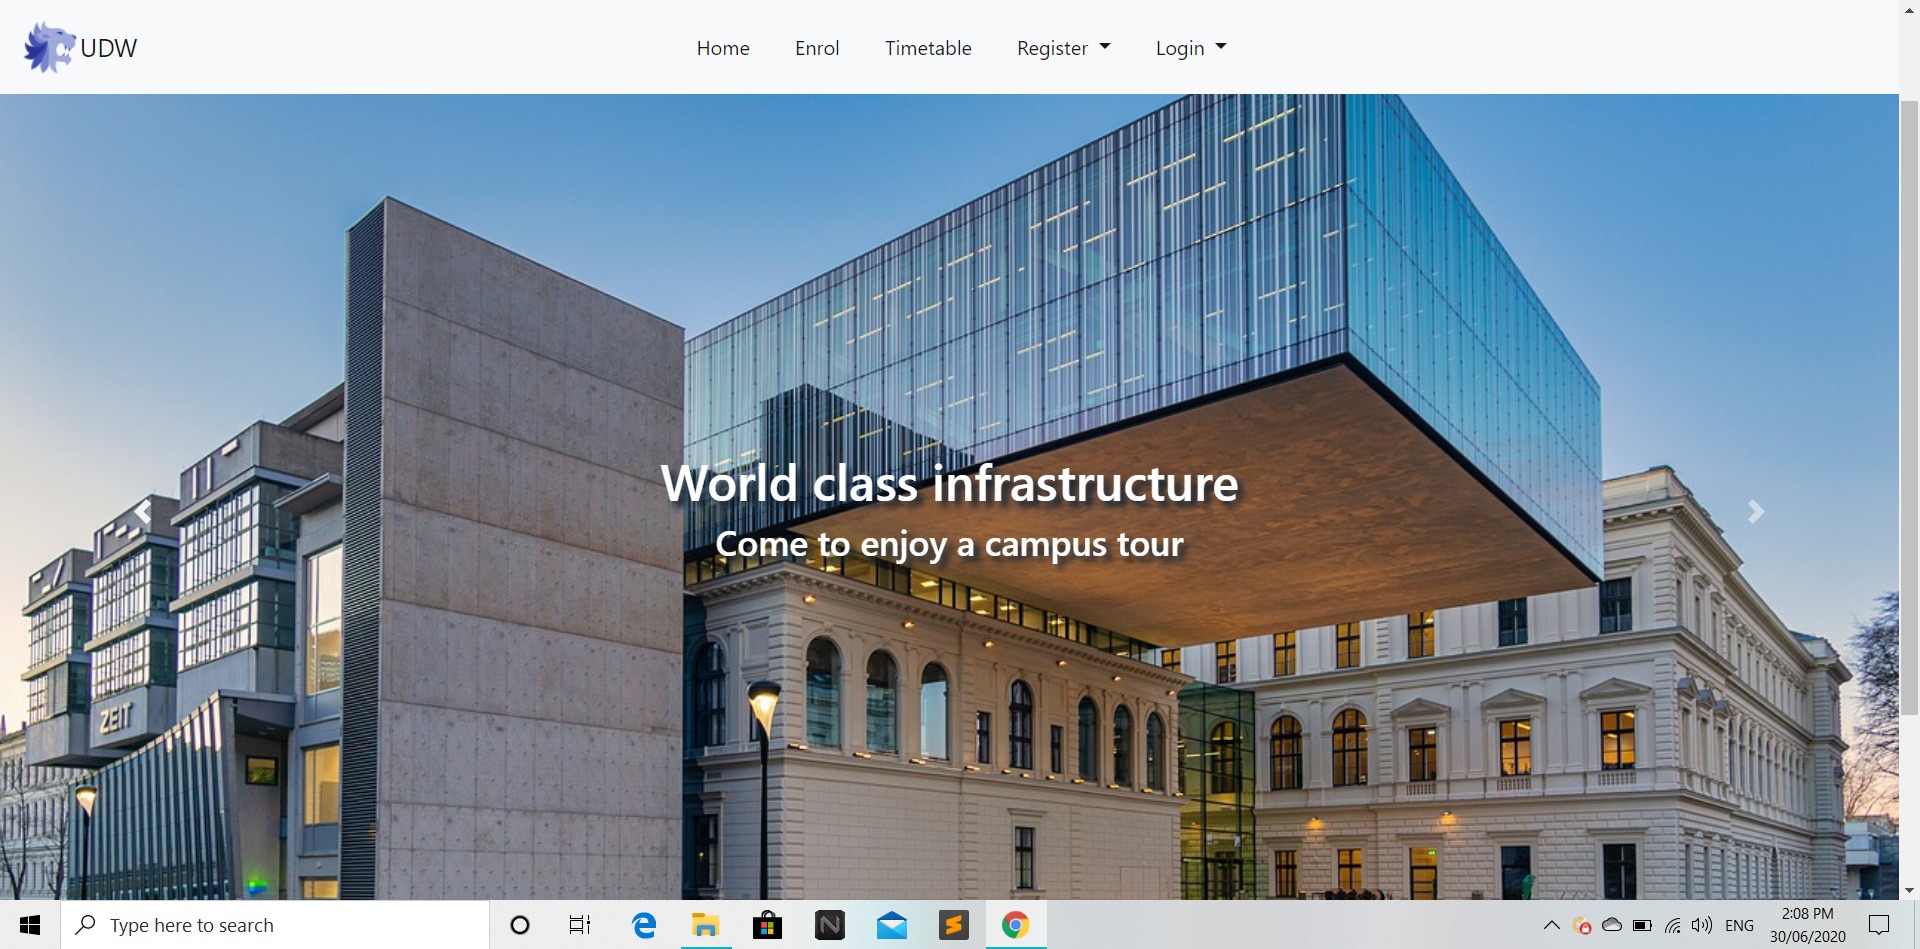 UDW
Home Enrol Timetable Register Login
World class infrastructure
Come to enjoy a campus tour
ZEIT
Type here to search
ENG
2:08 PM
30/06/2020